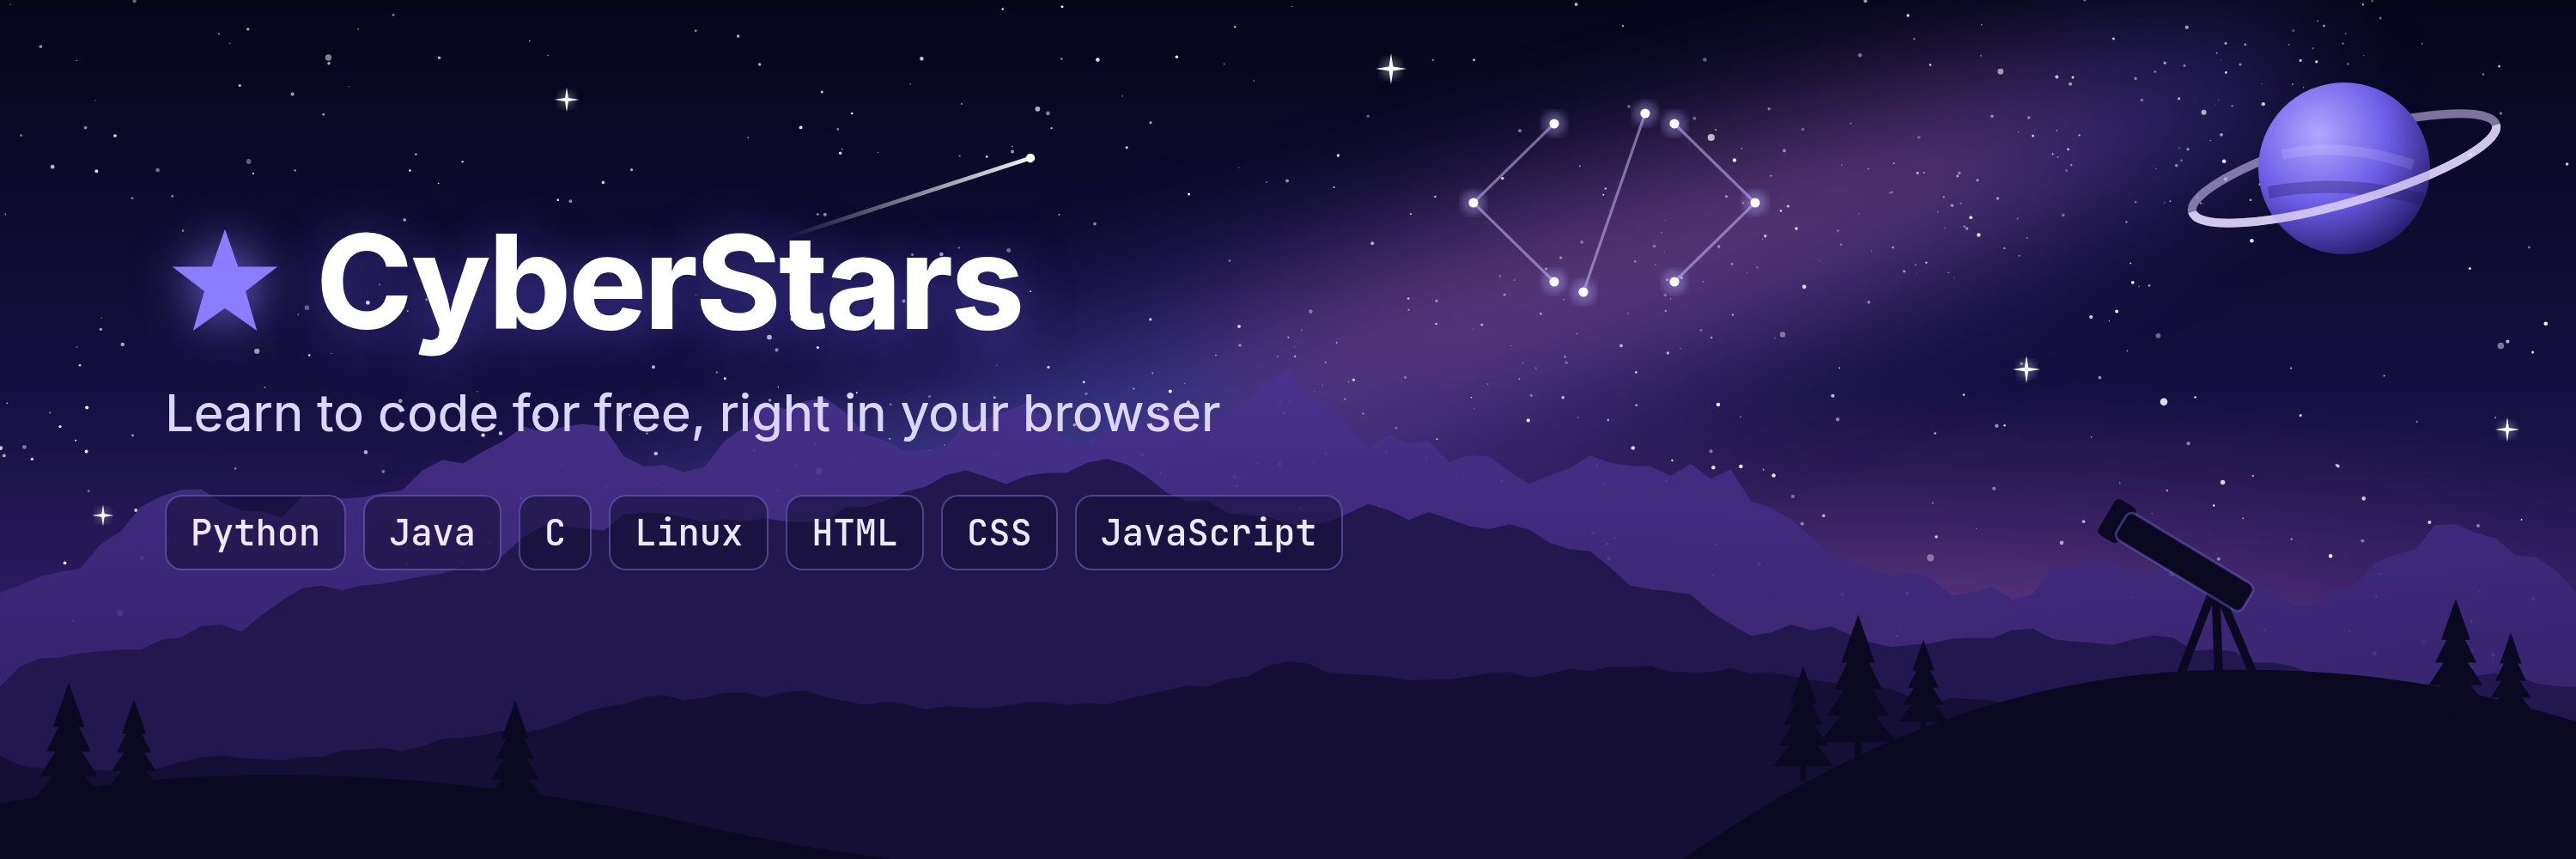 CyberStars
Learn to code for free, right in your browser
Python Java C Linux HTML CSS JavaScript